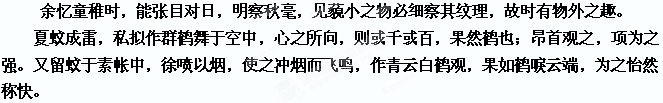 余忆童稚时，能张目对日，明察秋毫，见藐小之物必细察其纹理，故时有物外之趣。
夏蚊成雷，私拟作群鹤舞于空中，心之所向，则或千或百，果然鹤也；昂首观之，项为之
强。又留蚊于素帐中，徐喷以烟，使之冲烟而飞鸣，作青云白鹤观，果如鹤唳云端，为之怡然
称快。